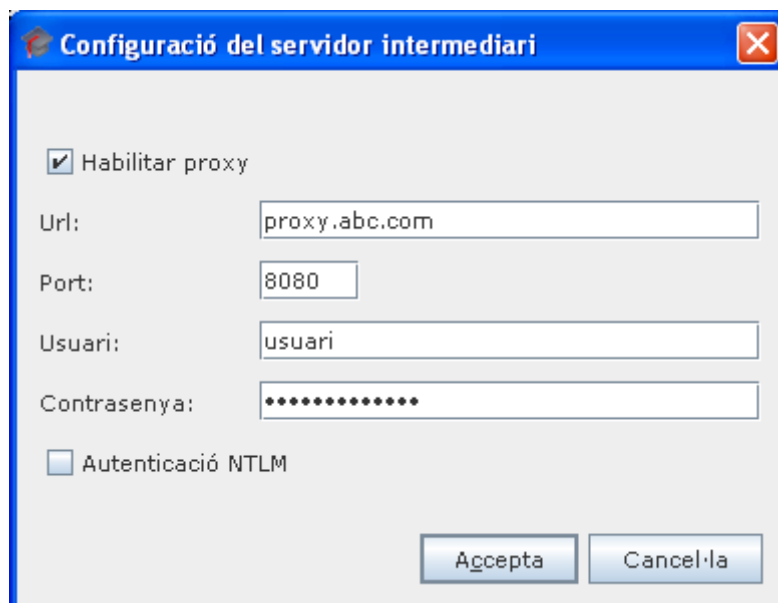 Configuració del servidor intermediari
Habilitar proxy
Url: proxy.abc.com
Port: 8080
Usuari: usuari
Contrasenya: •••••••••••••
Autenticació NTLM
Accepta Cancel·la